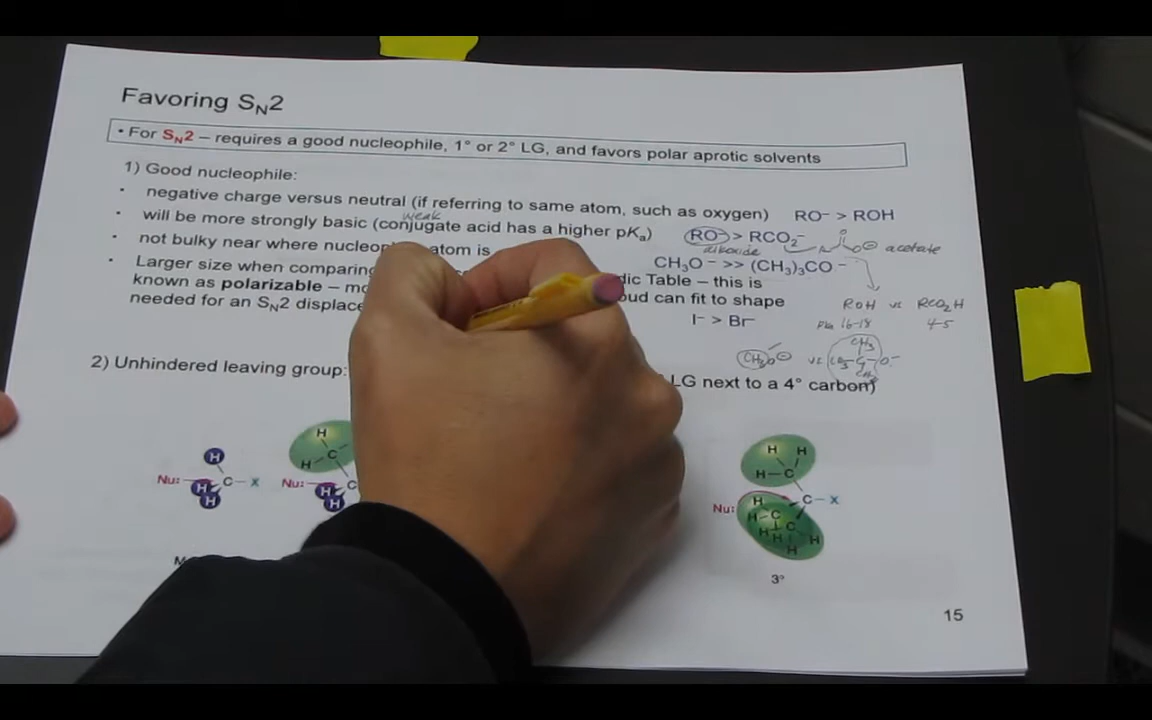 Favoring SN2
• For SN2 – requires a good nucleophile, 1° or 2° LG, and favors polar aprotic solvents
1) Good nucleophile:
• negative charge versus neutral (if referring to same atom, such as oxygen) RO⁻ > ROH
weak
• will be more strongly basic (conjugate acid has a higher pKa) RO⁻ > RCO₂⁻
alkoxide O⊖ acetate
• not bulky near where atom is CH₃O⁻ >> (CH₃)₃CO⁻
• Larger size when comparing dic Table – this is
known as polarizable – oud can fit to shape
needed for an SN2 I⁻ > Br⁻
ROH vs RCO₂H
pKa 16-18 4-5
CH₃O⊖ vs CH₃ C O⁻
CH₃
CH₃
2) Unhindered leaving group: LG next to a 4° carbon)
H H H H
H C H C
Nu: H C X Nu: H C Nu: H C X
H H H C C
H H H H
3°
15